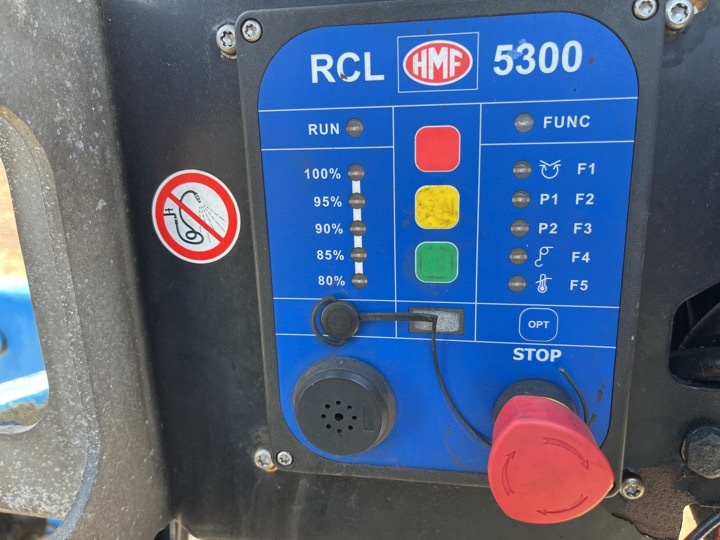 RCL HMF 5300
RUN
FUNC
100%
95%
90%
85%
80%
F1
P1 F2
P2 F3
F4
F5
OPT
STOP